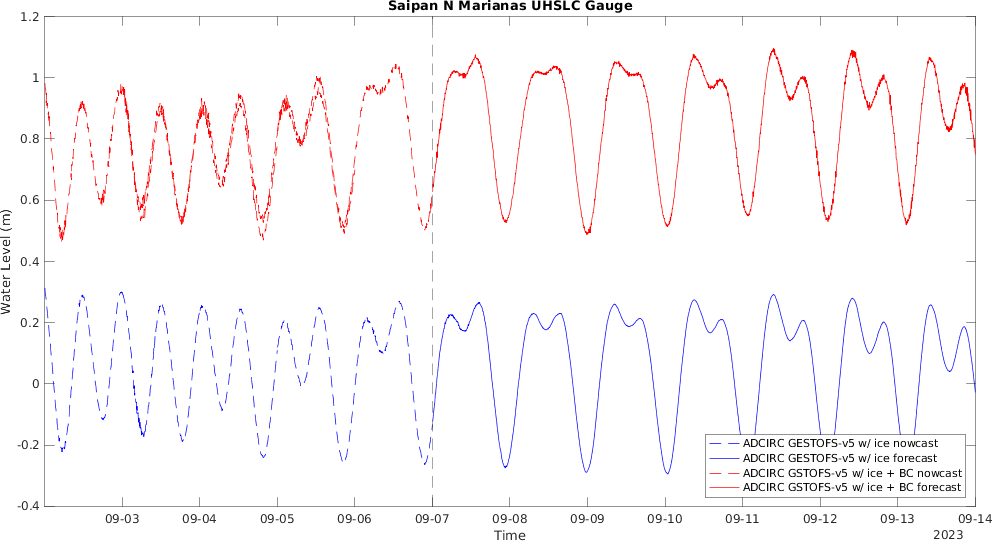 Saipan N Marianas UHSLC Gauge
1.2
1
0.8
0.6
0.4
0.2
0
-0.2
-0.4
Water Level (m)
ADCIRC GESTOFS-v5 w/ ice nowcast
ADCIRC GESTOFS-v5 w/ ice forecast
ADCIRC GSTOFS-v5 w/ ice + BC nowcast
ADCIRC GSTOFS-v5 w/ ice + BC forecast
09-03 09-04 09-05 09-06 09-07 09-08 09-09 09-10 09-11 09-12 09-13 09-14
Time
2023